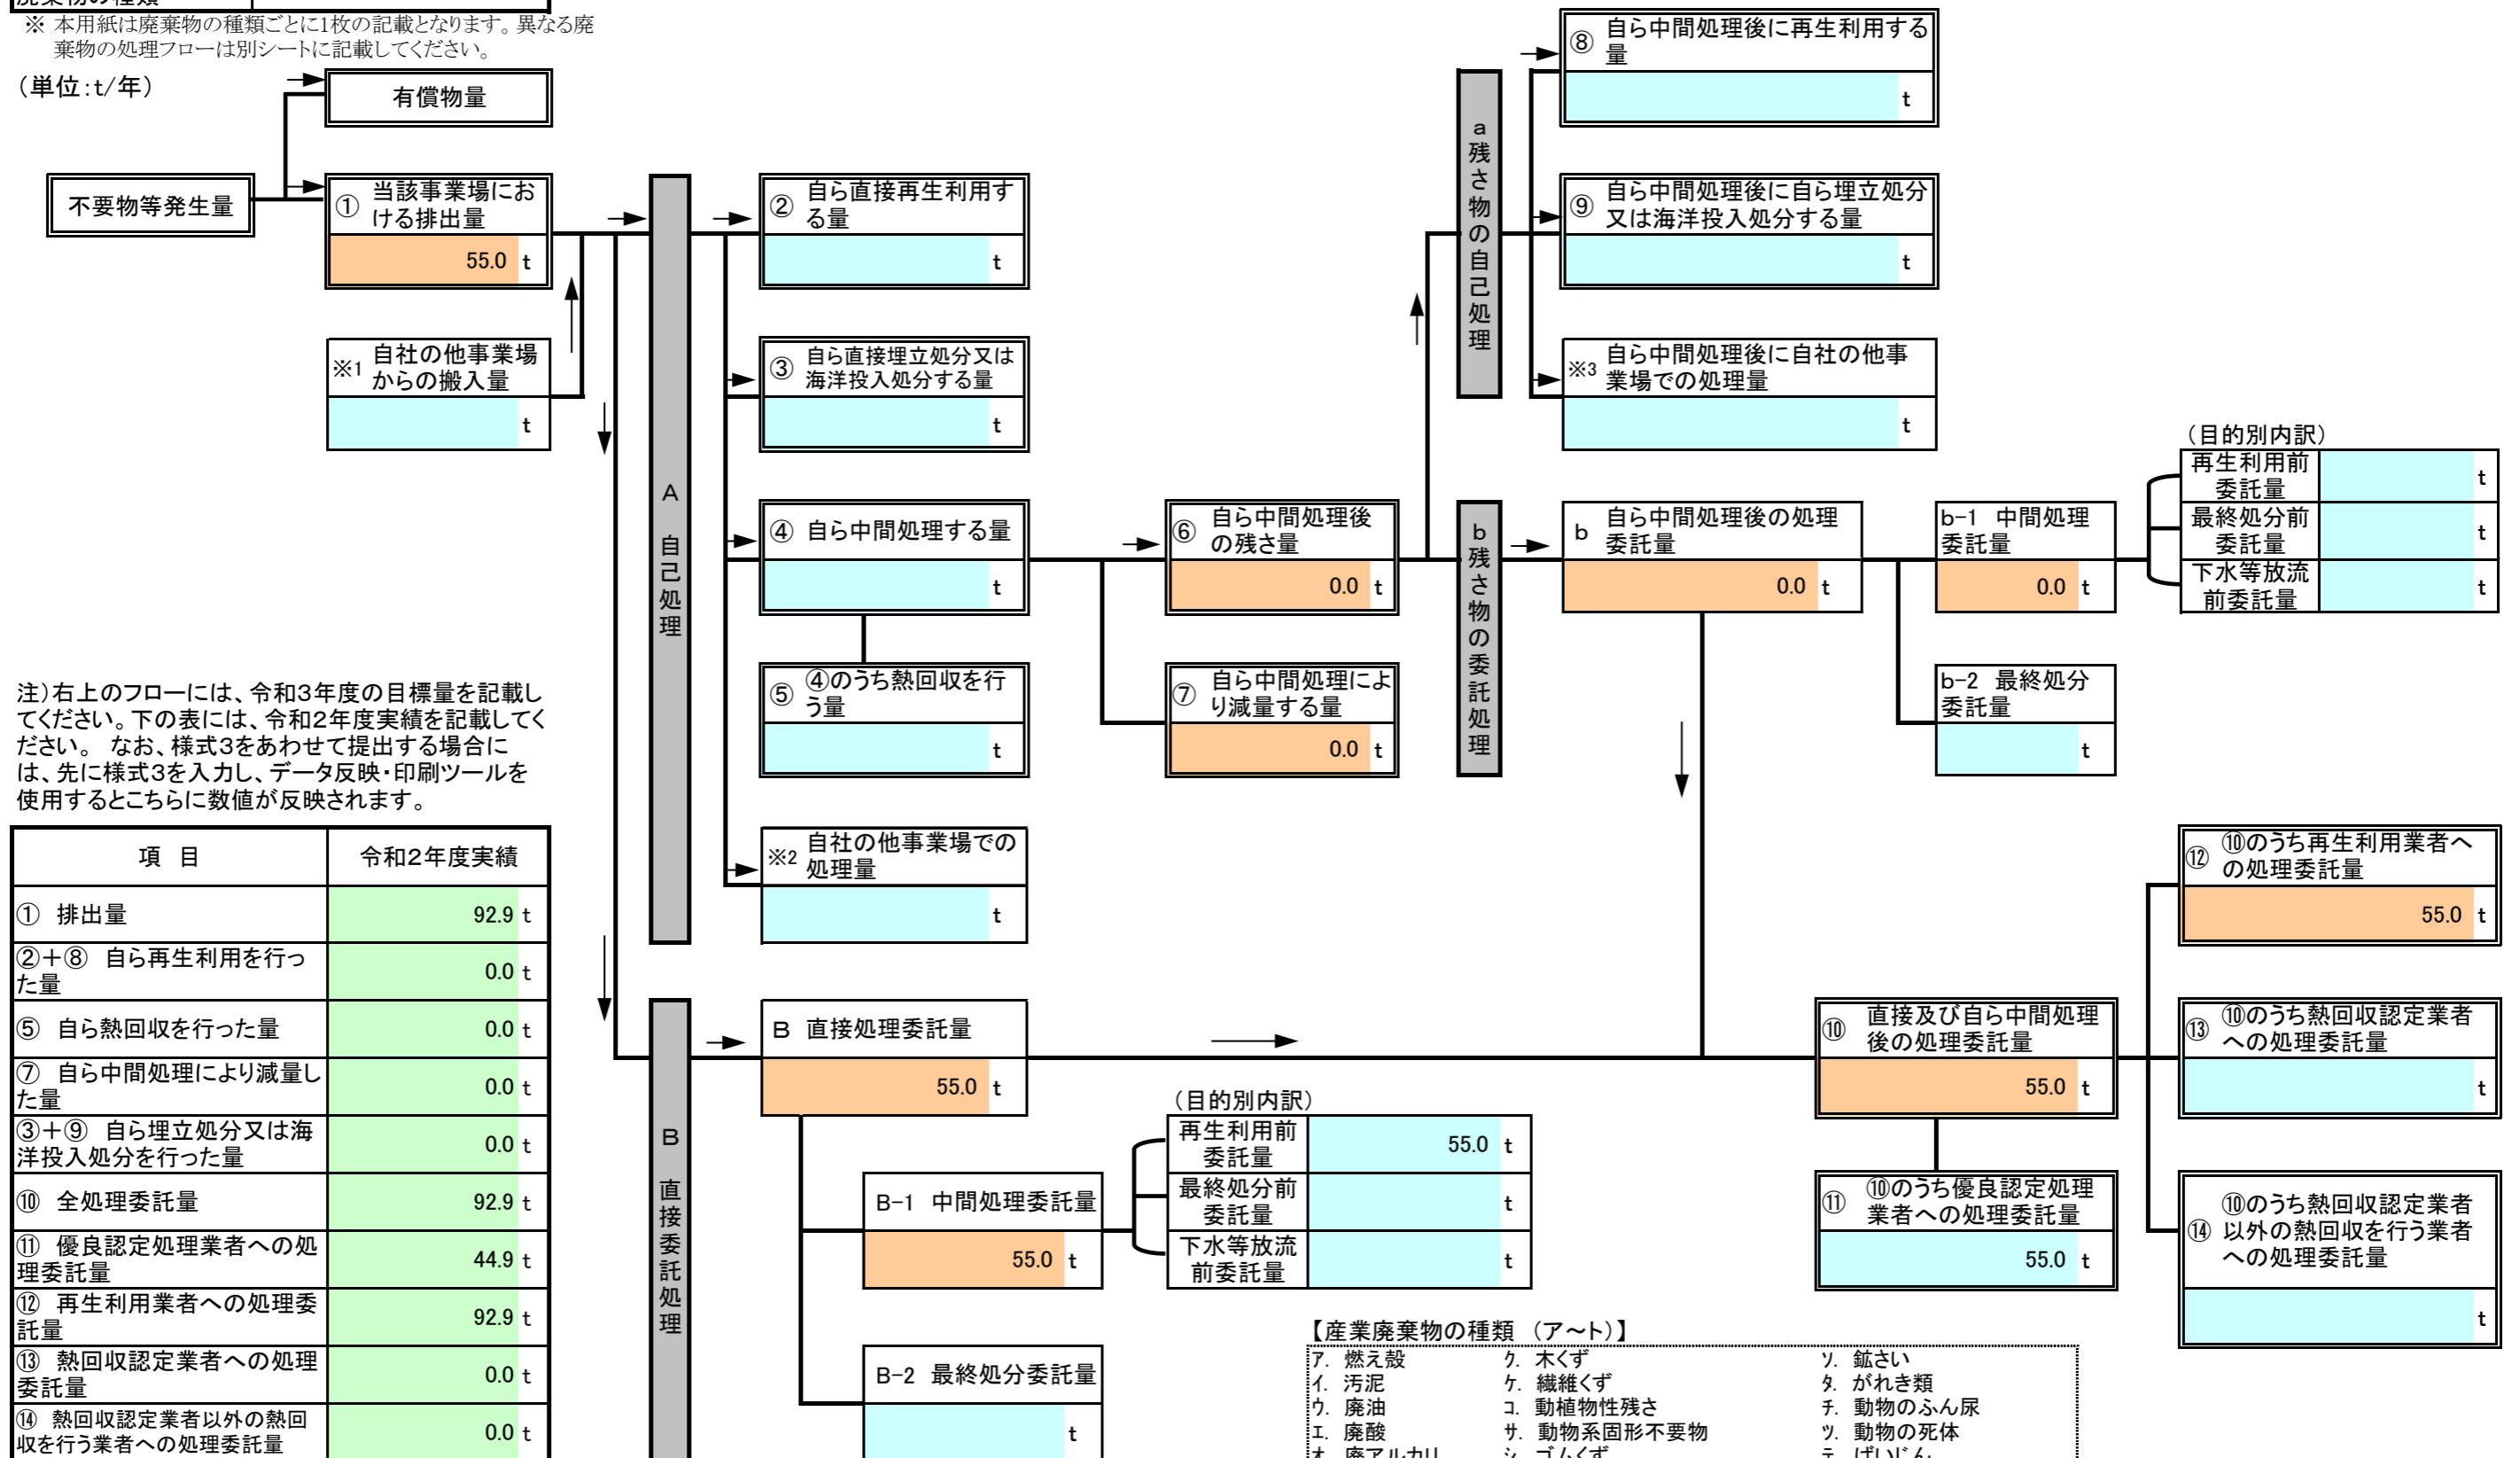 廃棄物の種類
※ 本用紙は廃棄物の種類ごとに1枚の記載となります。異なる廃
棄物の処理フローは別シートに記載してください。
(単位:t/年)
有償物量
不要物等発生量
① 当該事業場にお
ける排出量
55.0 t
※1 自社の他事業場
からの搬入量
t
A 自己処理
② 自ら直接再生利用す
る量
t
③ 自ら直接埋立処分又は
海洋投入処分する量
t
④ 自ら中間処理する量
t
⑤ ④のうち熱回収を行
う量
t
※2 自社の他事業場での
処理量
t
⑥ 自ら中間処理後
の残さ量
0.0 t
⑦ 自ら中間処理によ
り減量する量
0.0 t
a 残さ物の自己処理
⑧ 自ら中間処理後に再生利用する
量
t
⑨ 自ら中間処理後に自ら埋立処分
又は海洋投入処分する量
t
※3 自ら中間処理後に自社の他事
業場での処理量
t
b 残さ物の委託処理
b 自ら中間処理後の処理
委託量
0.0 t
b-1 中間処理
委託量
0.0 t
(目的別内訳)
再生利用前
委託量
t
最終処分前
委託量
t
下水等放流
前委託量
t
b-2 最終処分
委託量
t
注)右上のフローには、令和3年度の目標量を記載し
てください。下の表には、令和2年度実績を記載してく
ださい。 なお、様式3をあわせて提出する場合に
は、先に様式3を入力し、データ反映・印刷ツールを
使用するとこちらに数値が反映されます。
項 目 令和2年度実績
① 排出量 92.9 t
②+⑧ 自ら再生利用を行っ
た量 0.0 t
⑤ 自ら熱回収を行った量 0.0 t
⑦ 自ら中間処理により減量し
た量 0.0 t
③+⑨ 自ら埋立処分又は海
洋投入処分を行った量 0.0 t
⑩ 全処理委託量 92.9 t
⑪ 優良認定処理業者への処
理委託量 44.9 t
⑫ 再生利用業者への処理委
託量 92.9 t
⑬ 熱回収認定業者への処理
委託量 0.0 t
⑭ 熱回収認定業者以外の熱回
収を行う業者への処理委託量 0.0 t
B 直接委託処理
B 直接処理委託量
55.0 t
B-1 中間処理委託量
55.0 t
(目的別内訳)
再生利用前
委託量
55.0 t
最終処分前
委託量
t
下水等放流
前委託量
t
B-2 最終処分委託量
t
⑩ 直接及び自ら中間処理
後の処理委託量
55.0 t
⑪ ⑩のうち優良認定処理
業者への処理委託量
55.0 t
⑫ ⑩のうち再生利用業者へ
の処理委託量
55.0 t
⑬ ⑩のうち熱回収認定業者
への処理委託量
t
⑭ ⑩のうち熱回収認定業者
以外の熱回収を行う業者
への処理委託量
t
【産業廃棄物の種類 (ア~ト)】
ア. 燃え殻 ク. 木くず ソ. 鉱さい
イ. 汚泥 ケ. 繊維くず タ. がれき類
ウ. 廃油 コ. 動植物性残さ チ. 動物のふん尿
エ. 廃酸 サ. 動物系固形不要物 ツ. 動物の死体
オ. 廃アルカリ シ. ゴムくず テ. ばいじん